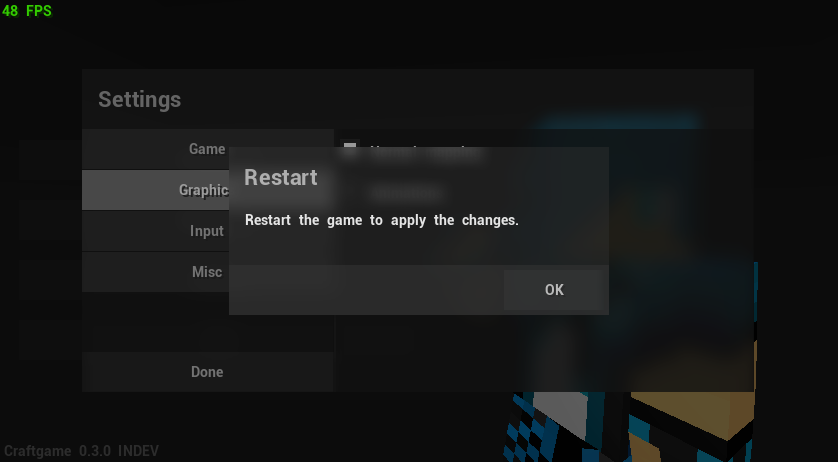 48 FPS
Settings
Game
Graphic
Input
Misc
Restart
Restart the game to apply the changes.
OK
Done
Craftgame 0.3.0 INDEV